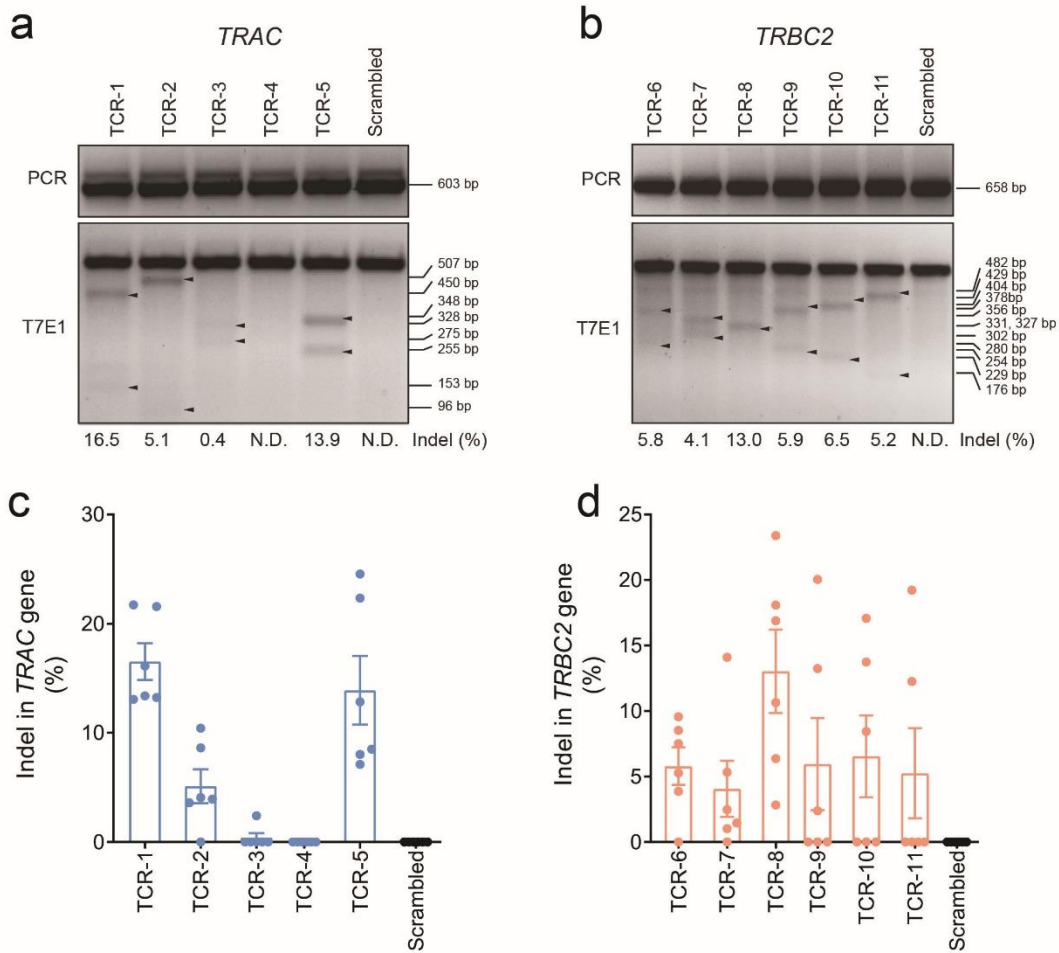 a
TRAC
TCR-1 TCR-2 TCR-3 TCR-4 TCR-5 Scrambled
PCR
603 bp
T7E1
507 bp
450 bp
348 bp
328 bp
275 bp
255 bp
153 bp
96 bp
16.5 5.1 0.4 N.D. 13.9 N.D. Indel (%)
b
TRBC2
TCR-6 TCR-7 TCR-8 TCR-9 TCR-10 TCR-11 Scrambled
PCR
658 bp
T7E1
482 bp
429 bp
404 bp
378bp
356 bp
331, 327 bp
302 bp
280 bp
254 bp
229 bp
176 bp
5.8 4.1 13.0 5.9 6.5 5.2 N.D. Indel (%)
c
Indel in TRAC gene
(%)
30
20
10
0
TCR-1 TCR-2 TCR-3 TCR-4 TCR-5 Scrambled
d
Indel in TRBC2 gene
(%)
25
20
15
10
5
0
TCR-6 TCR-7 TCR-8 TCR-9 TCR-10 TCR-11 Scrambled